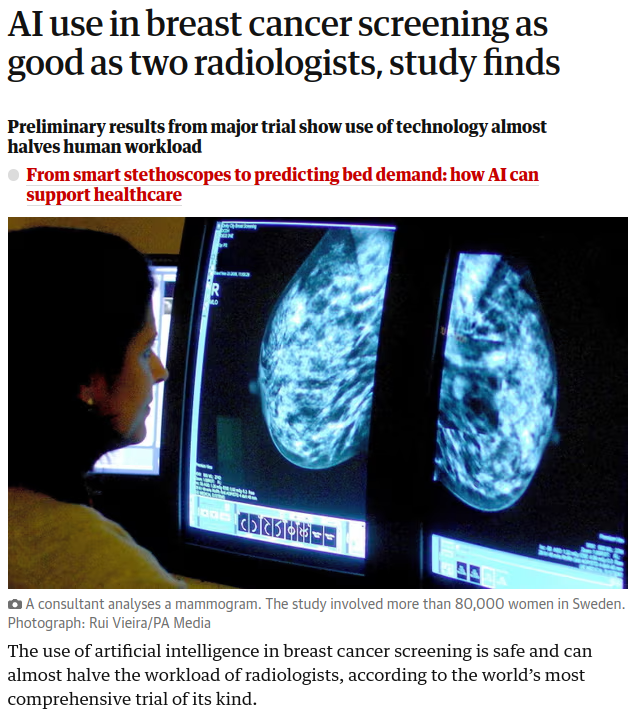 AI use in breast cancer screening as
good as two radiologists, study finds
Preliminary results from major trial show use of technology almost
halves human workload
From smart stethoscopes to predicting bed demand: how AI can
support healthcare
R
MLO
A consultant analyses a mammogram. The study involved more than 80,000 women in Sweden.
Photograph: Rui Vieira/PA Media
The use of artificial intelligence in breast cancer screening is safe and can
almost halve the workload of radiologists, according to the world’s most
comprehensive trial of its kind.